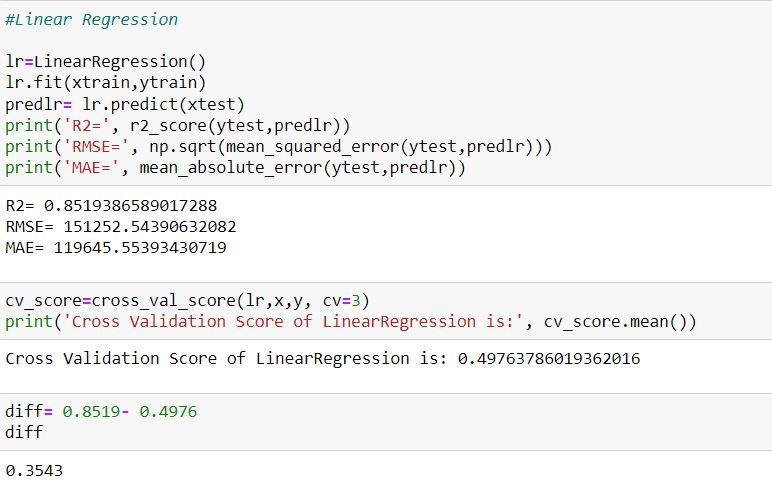 #Linear Regression
lr=LinearRegression()
lr.fit(xtrain,ytrain)
predlr= lr.predict(xtest)
print('R2=', r2_score(ytest,predlr))
print('RMSE=', np.sqrt(mean_squared_error(ytest,predlr)))
print('MAE=', mean_absolute_error(ytest,predlr))
R2= 0.8519386589017288
RMSE= 151252.54390632082
MAE= 119645.55393430719
cv_score=cross_val_score(lr,x,y, cv=3)
print('Cross Validation Score of LinearRegression is:', cv_score.mean())
Cross Validation Score of LinearRegression is: 0.49763786019362016
diff= 0.8519- 0.4976
diff
0.3543